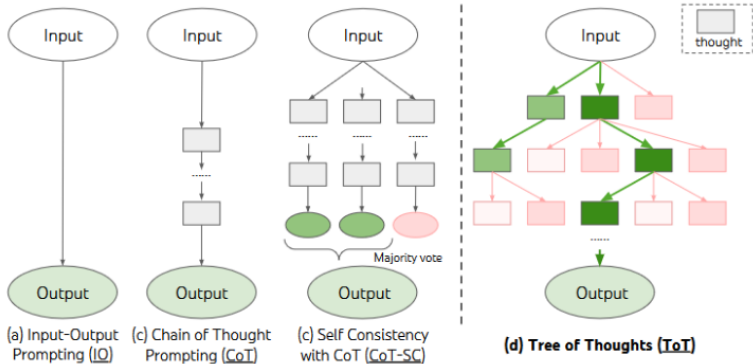 Input
Input
Input
Input
thought
......
......
......
......
......
Majority vote
Output
Output
Output
Output
(a) Input-Output
Prompting (IO)
(c) Chain of Thought
Prompting (CoT)
(c) Self Consistency
with CoT (CoT-SC)
(d) Tree of Thoughts (ToT)